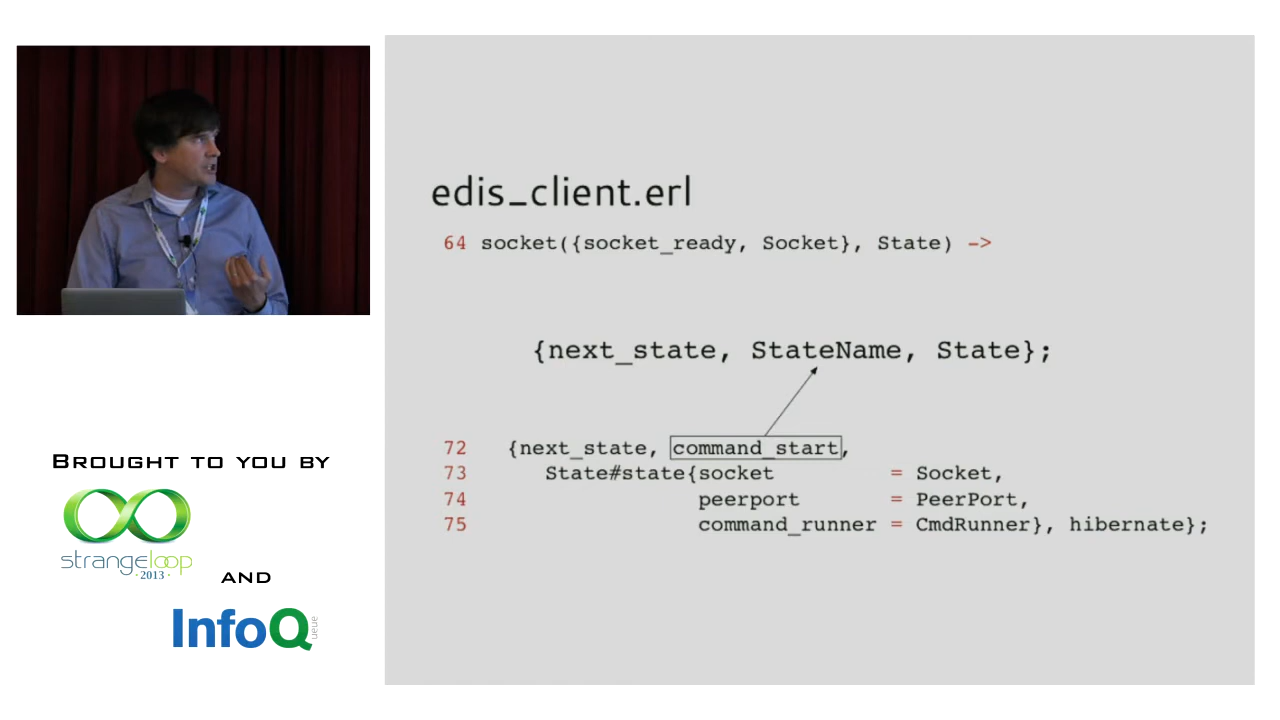 edis_client.erl
64 socket({socket_ready, Socket}, State) ->
{next_state, StateName, State};
72 {next_state, command_start,
73 State#state{socket = Socket,
74 peerport = PeerPort,
75 command_runner = CmdRunner}, hibernate};
BROUGHT TO YOU BY
strangeloop
· 2013 ·
AND
InfoQ
ueue